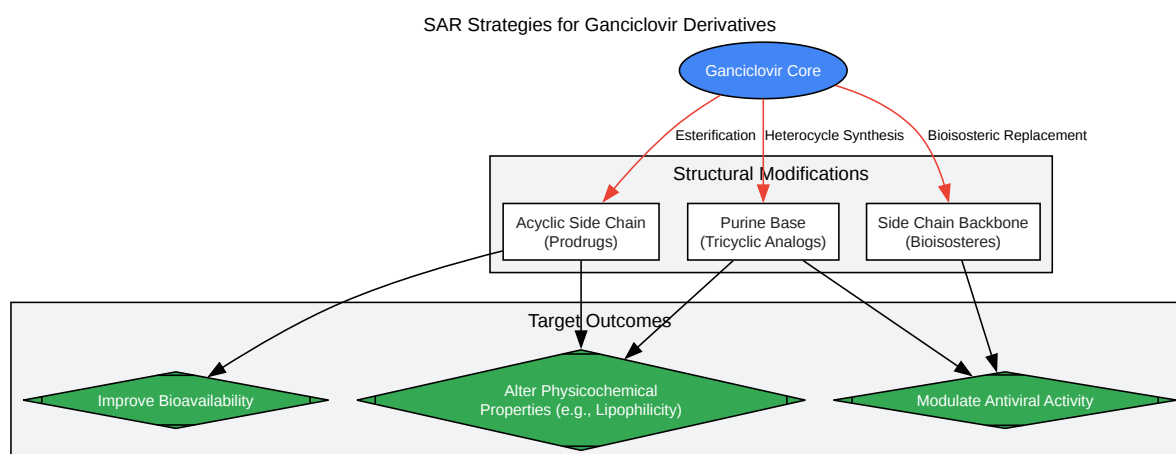 SAR Strategies for Ganciclovir Derivatives
Ganciclovir Core
Esterification
Heterocycle Synthesis
Bioisosteric Replacement
Structural Modifications
Acyclic Side Chain
(Prodrugs)
Purine Base
(Tricyclic Analogs)
Side Chain Backbone
(Bioisosteres)
Target Outcomes
Improve Bioavailability
Alter Physicochemical
Properties (e.g., Lipophilicity)
Modulate Antiviral Activity